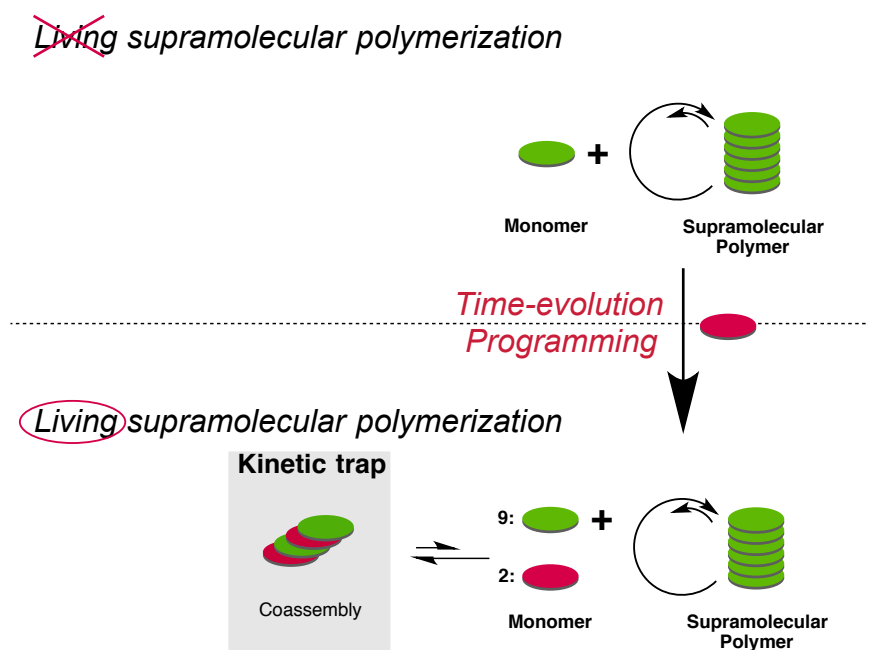 Living supramolecular polymerization
+
Monomer
Supramolecular
Polymer
Time-evolution
Programming
Living supramolecular polymerization
Kinetic trap
9:
+
2:
Coassembly
Monomer
Supramolecular
Polymer